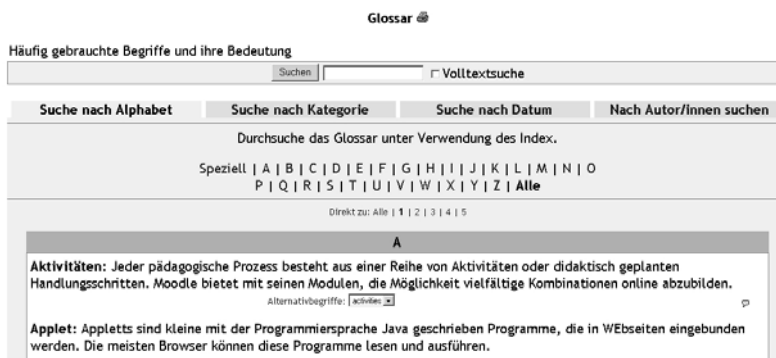 Glossar
Häufig gebrauchte Begriffe und ihre Bedeutung
Suchen Volltextsuche
Suche nach Alphabet Suche nach Kategorie Suche nach Datum Nach Autor/innen suchen
Durchsuche das Glossar unter Verwendung des Index.
Speziell | A | B | C | D | E | F | G | H | I | J | K | L | M | N | O
P | Q | R | S | T | U | V | W | X | Y | Z | Alle
Direkt zu: Alle | 1 | 2 | 3 | 4 | 5
A
Aktivitäten: Jeder pädagogische Prozess besteht aus einer Reihe von Aktivitäten oder didaktisch geplanten
Handlungsschritten. Moodle bietet mit seinen Modulen, die Möglichkeit vielfältige Kombinationen online abzubilden.
Alternativbegriffe: activities
Applet: Appletts sind kleine mit der Programmiersprache Java geschrieben Programme, die in WEbseiten eingebunden
werden. Die meisten Browser können diese Programme lesen und ausführen.